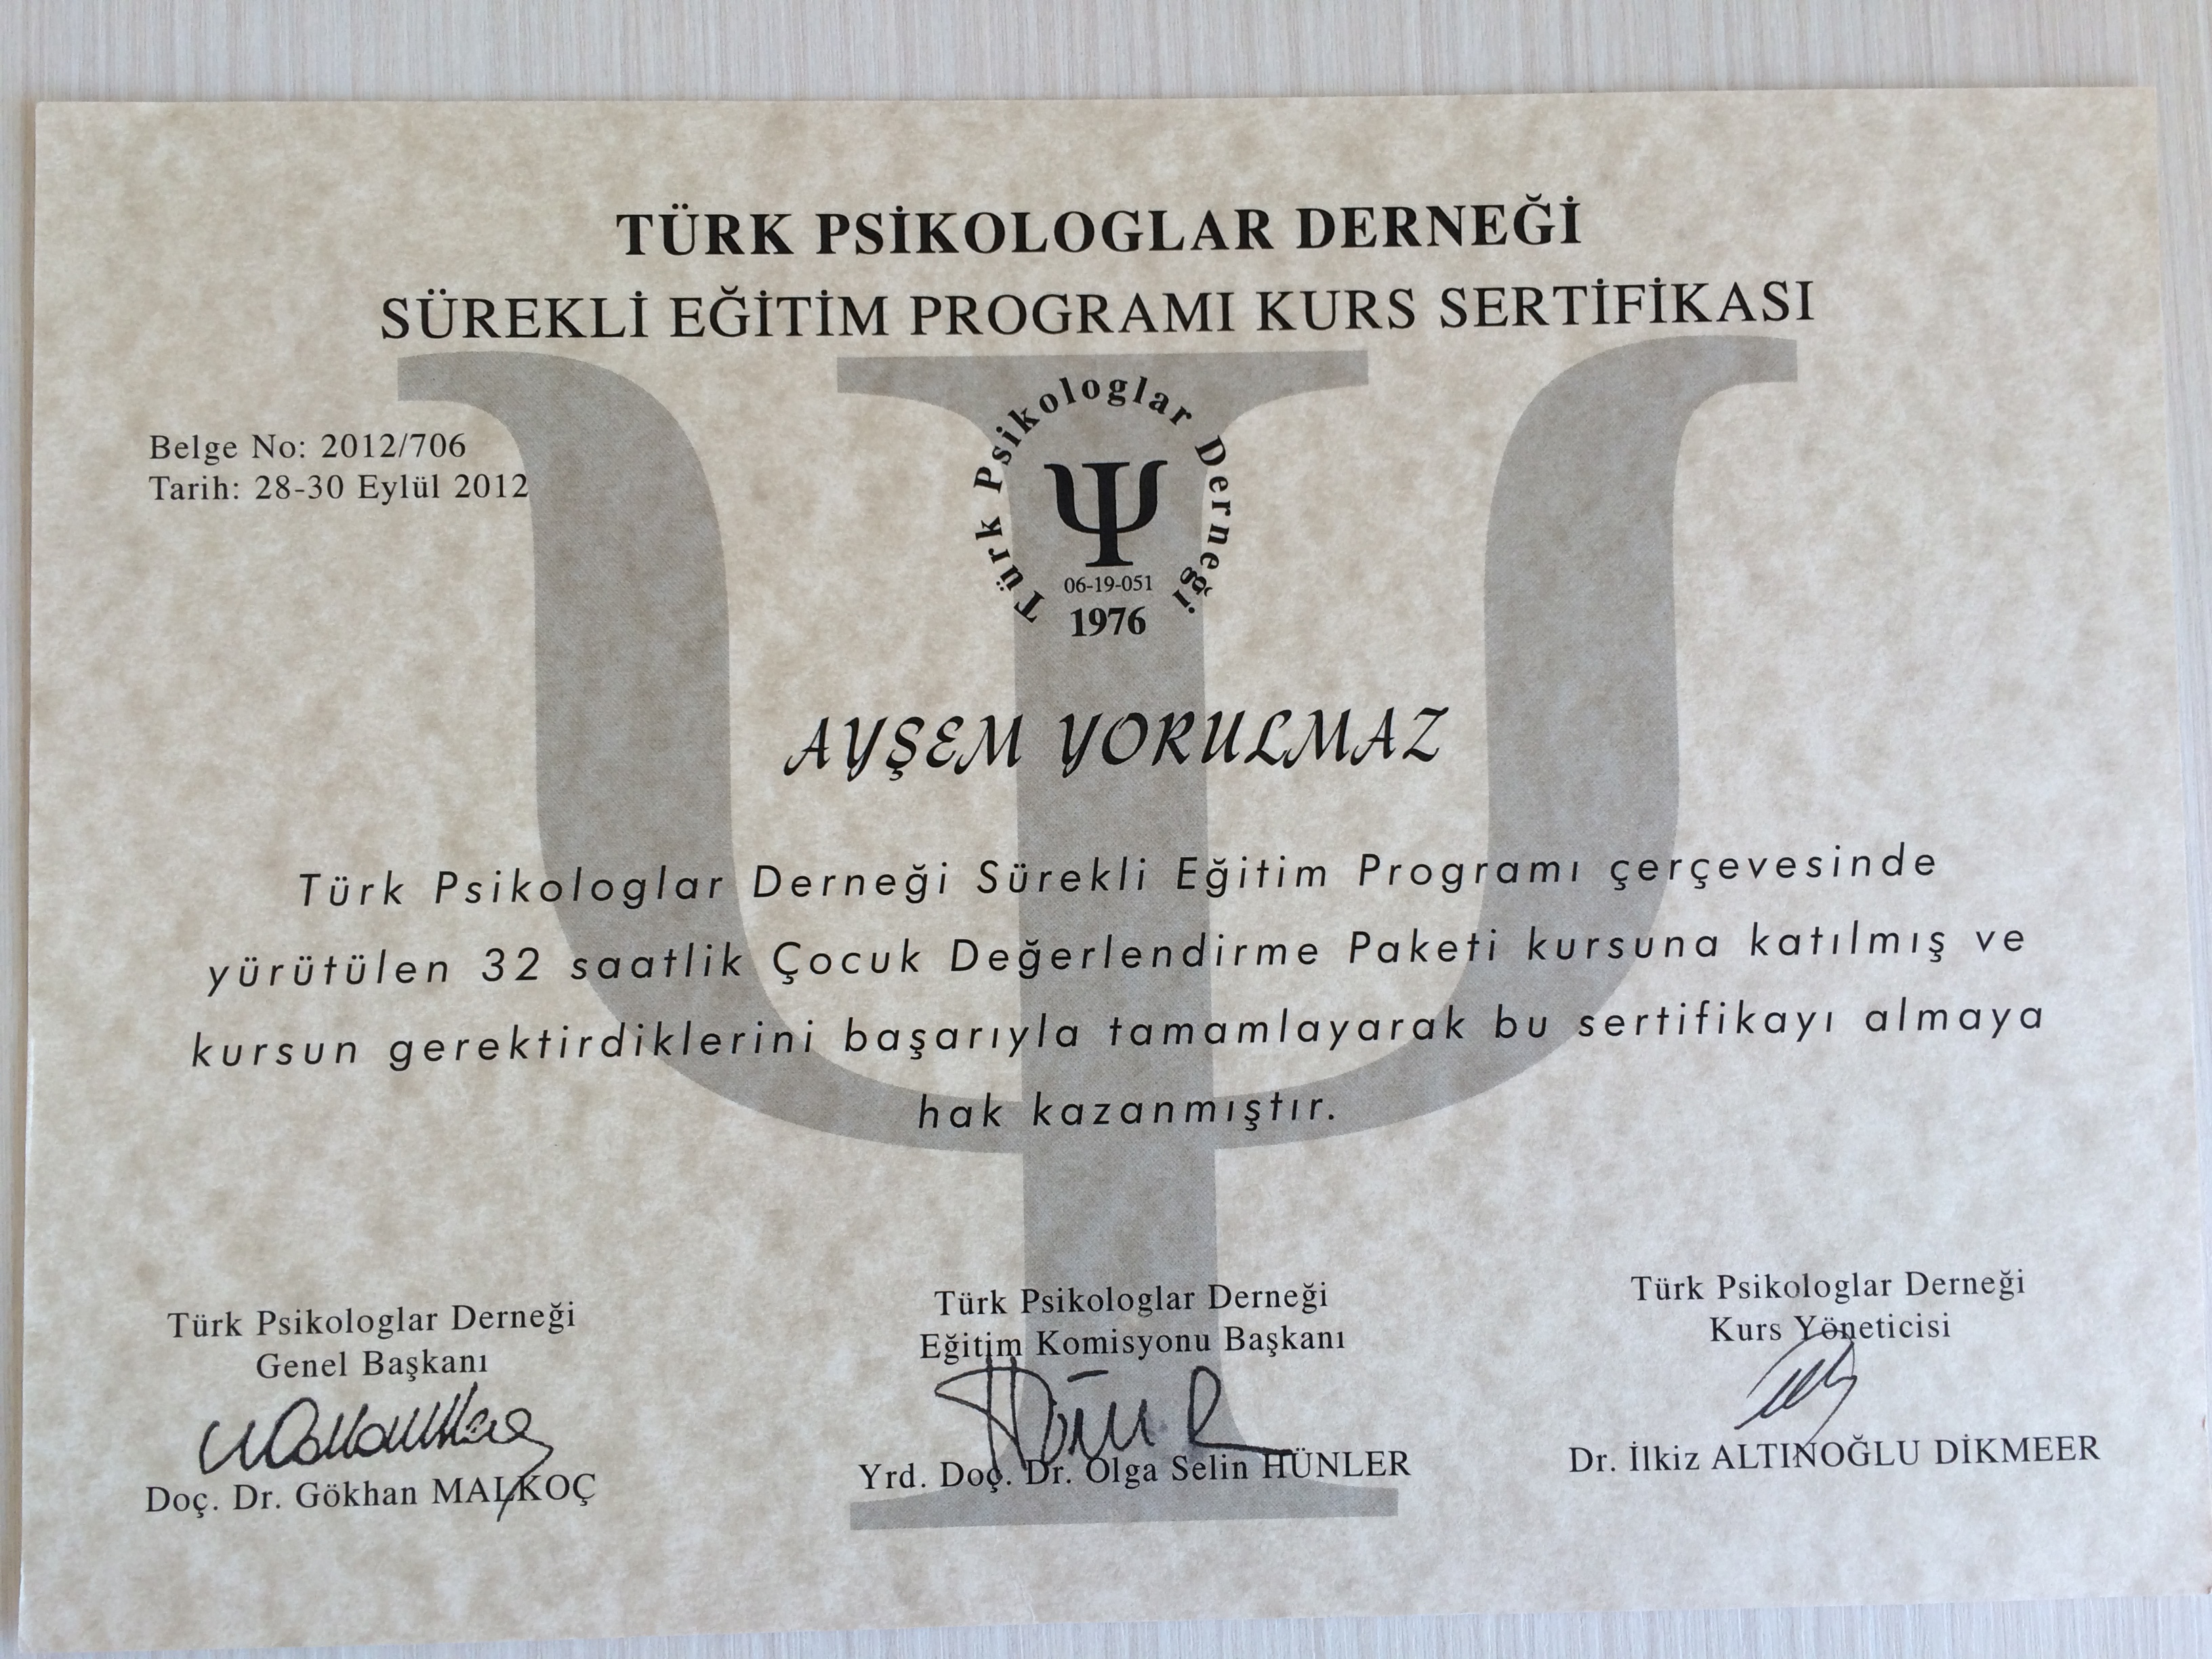 TÜRK PSİKOLOGLAR DERNEĞİ
SÜREKLİ EĞİTİM PROGRAMI KURS SERTİFİKASI
Belge No: 2012/706
Tarih: 28-30 Eylül 2012
Türk Psikologlar Derneği
Ψ
06-19-051
1976
AYŞEM YORULMAZ
Türk Psikologlar Derneği Sürekli Eğitim Programı çerçevesinde
yürütülen 32 saatlik Çocuk Değerlendirme Paketi kursuna katılmış ve
kursun gerektirdiklerini başarıyla tamamlayarak bu sertifikayı almaya
hak kazanmıştır.
Türk Psikologlar Derneği
Genel Başkanı
Doç. Dr. Gökhan MALKOÇ
Türk Psikologlar Derneği
Eğitim Komisyonu Başkanı
Yrd. Doç. Dr. Olga Selin HÜNLER
Türk Psikologlar Derneği
Kurs Yöneticisi
Dr. İlkiz ALTINOĞLU DİKMEER